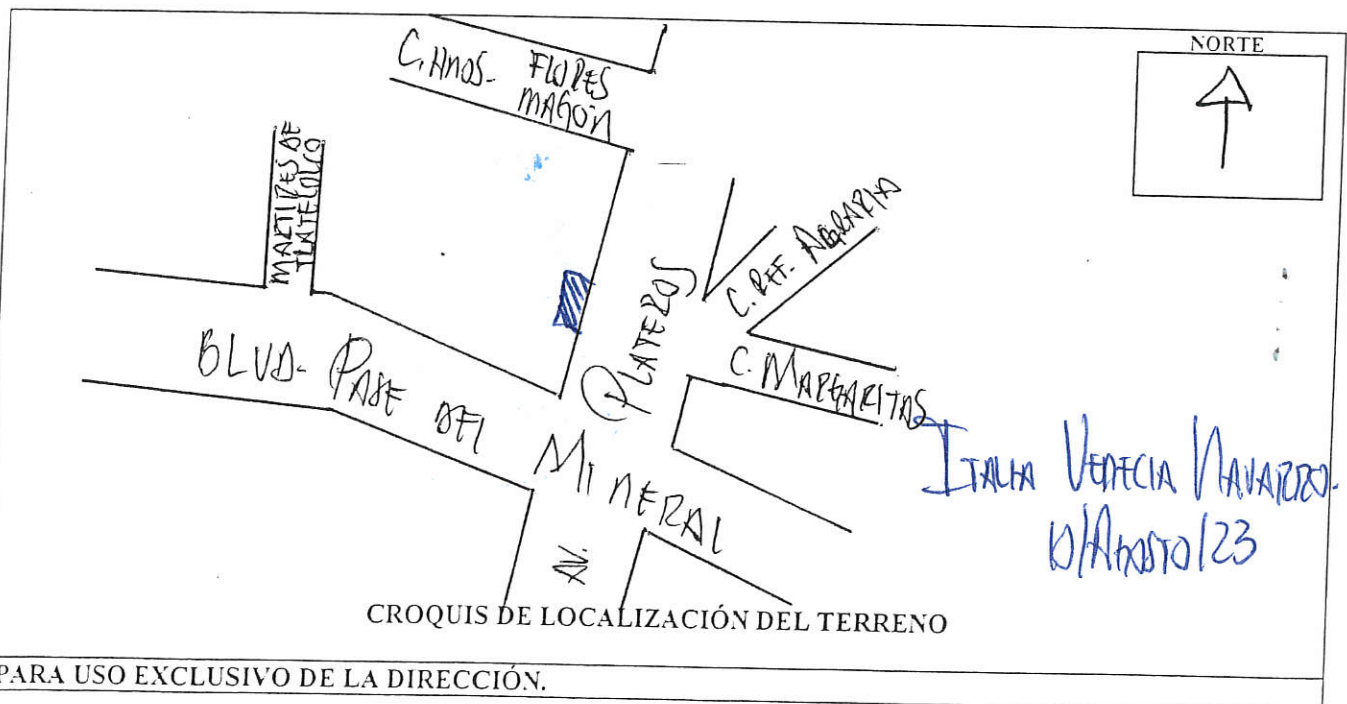 NORTE
C. HNOS. FLORES
MAGÓN
MARTIRES DE
TLATELOLCO
C. REF. AGRARIA
PLATEROS
C. MARGARITAS
BLVD. PASE DEL MINERAL
AV.
ITALIA VENECIA NAVARRO.
10/AGOSTO/23
CROQUIS DE LOCALIZACIÓN DEL TERRENO
PARA USO EXCLUSIVO DE LA DIRECCIÓN.